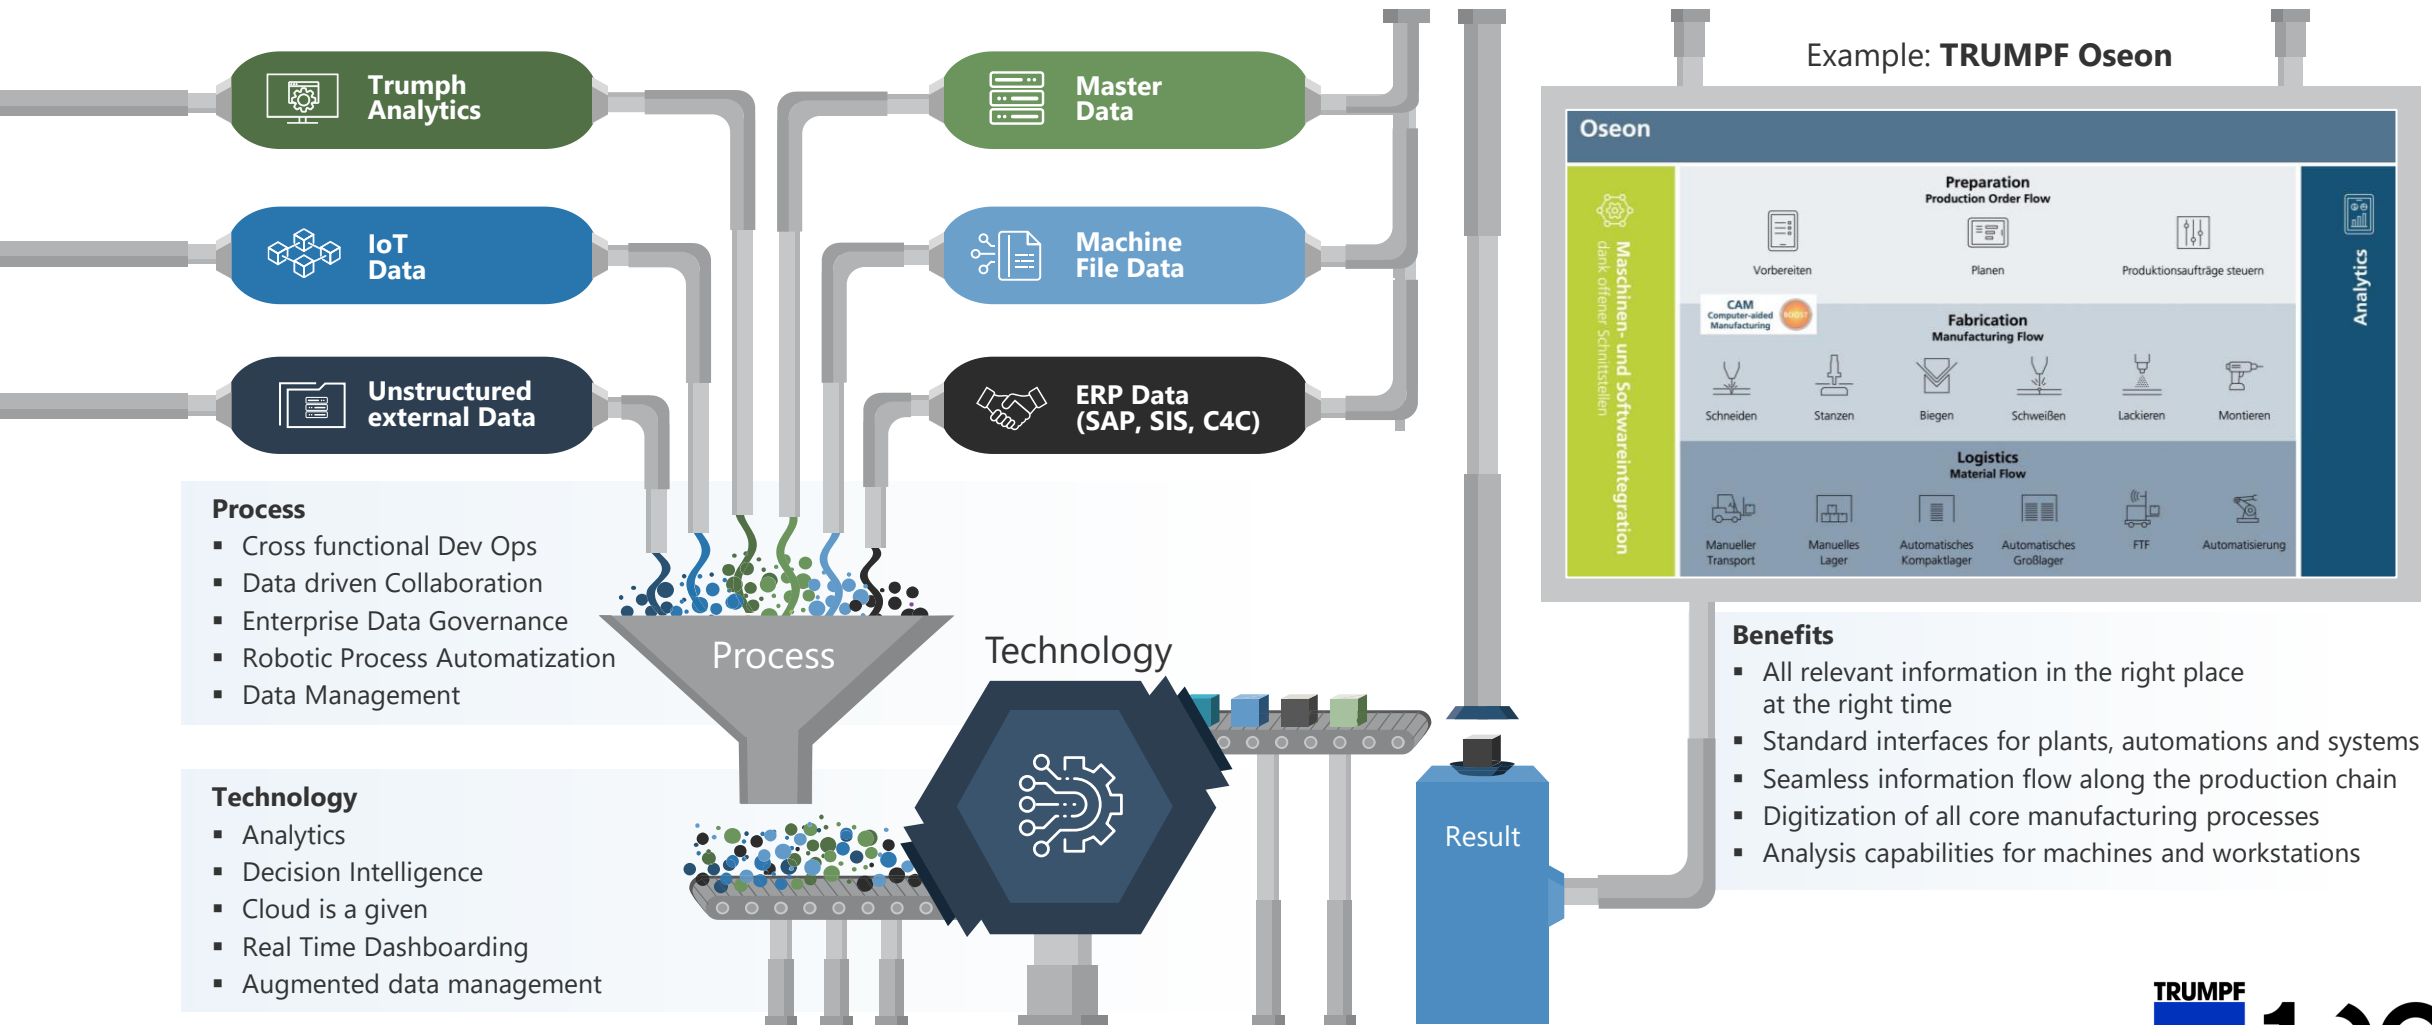 Trumph
Analytics
Master
Data
IoT
Data
Machine
File Data
Unstructured
external Data
ERP Data
(SAP, SIS, C4C)
Process
Cross functional Dev Ops
Data driven Collaboration
Enterprise Data Governance
Robotic Process Automatization
Data Management
Technology
Analytics
Decision Intelligence
Cloud is a given
Real Time Dashboarding
Augmented data management
Process
Technology
Result
Example: TRUMPF Oseon
Oseon
Maschinen- und Softwareintegration
dank offener Schnittstellen
Preparation
Production Order Flow
Vorbereiten
Planen
Produktionsaufträge steuern
CAM
Computer-aided
Manufacturing
BOOST
Fabrication
Manufacturing Flow
Schneiden
Stanzen
Biegen
Schweißen
Lackieren
Montieren
Logistics
Material Flow
Manueller
Transport
Manuelles
Lager
Automatisches
Kompaktlager
Automatisches
Großlager
FTF
Automatisierung
Analytics
Benefits
All relevant information in the right place
at the right time
Standard interfaces for plants, automations and systems
Seamless information flow along the production chain
Digitization of all core manufacturing processes
Analysis capabilities for machines and workstations
TRUMPF